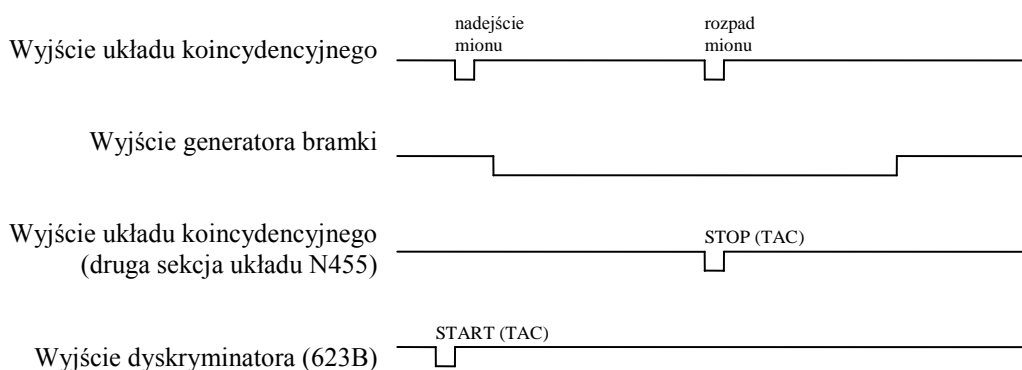 nadejście
mionu
rozpad
mionu
Wyjście układu koincydencyjnego
Wyjście generatora bramki
Wyjście układu koincydencyjnego
(druga sekcja układu N455)
STOP (TAC)
START (TAC)
Wyjście dyskryminatora (623B)